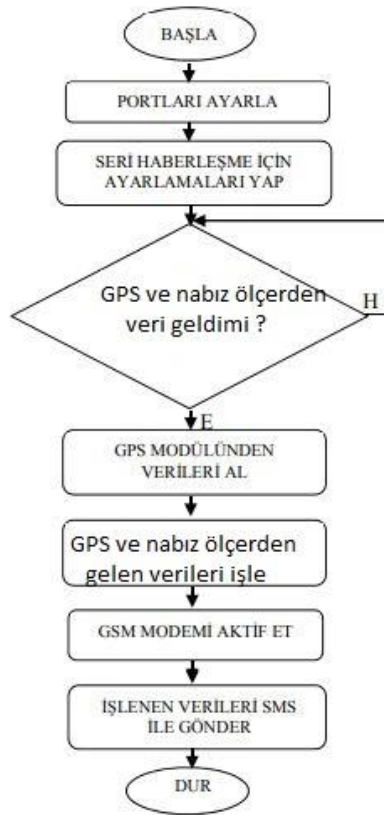 BAŞLA
PORTLARI AYARLA
SERİ HABERLEŞME İÇİN
AYARLAMALARI YAP
GPS ve nabız ölçerden
veri geldimi ?
H
E
GPS MODÜLÜNDEN
VERİLERİ AL
GPS ve nabız ölçerden
gelen verileri işle
GSM MODEMİ AKTİF ET
İŞLENEN VERİLERİ SMS
İLE GÖNDER
DUR